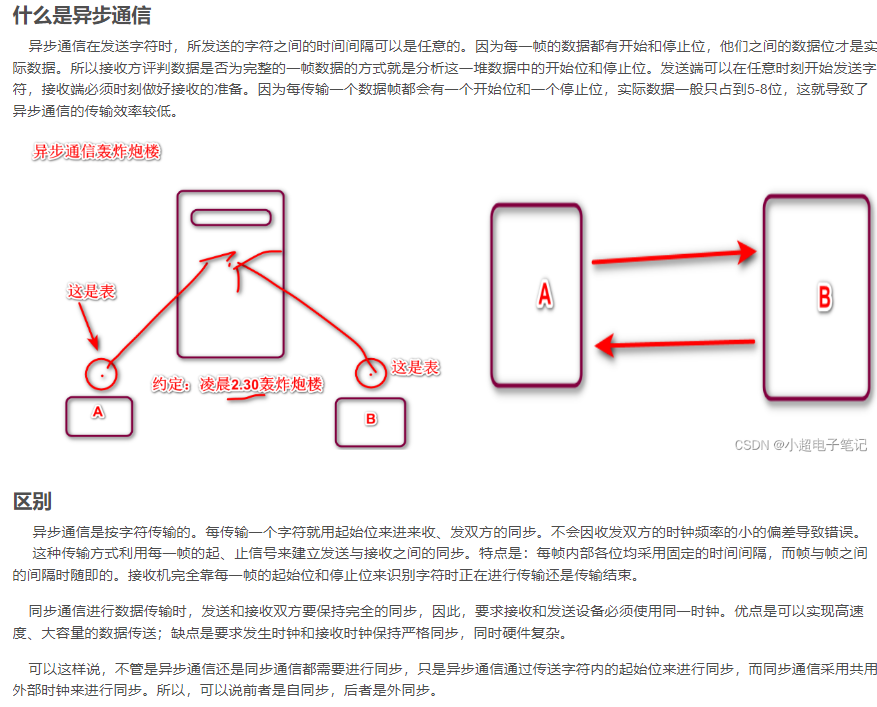 什么是异步通信
异步通信在发送字符时，所发送的字符之间的时间间隔可以是任意的。因为每一帧的数据都有开始和停止位，他们之间的数据位才是实
际数据。所以接收方评判数据是否为完整的一帧数据的方式就是分析这一堆数据中的开始位和停止位。发送端可以在任意时刻开始发送字
符，接收端必须时刻做好接收的准备。因为每传输一个数据帧都会有一个开始位和一个停止位，实际数据一般只占到5-8位，这就导致了
异步通信的传输效率较低。
异步通信轰炸炮楼
这是表
这是表
约定：凌晨2.30轰炸炮楼
A
B
A
B
CSDN @小超电子笔记
区别
异步通信是按字符传输的。每传输一个字符就用起始位来进来收、发双方的同步。不会因收发双方的时钟频率的小的偏差导致错误。
这种传输方式利用每一帧的起、止信号来建立发送与接收之间的同步。特点是：每帧内部各位均采用固定的时间间隔，而帧与帧之间
的间隔时随即的。接收机完全靠每一帧的起始位和停止位来识别字符时正在进行传输还是传输结束。
同步通信进行数据传输时，发送和接收双方要保持完全的同步，因此，要求接收和发送设备必须使用同一时钟。优点是可以实现高速
度、大容量的数据传送；缺点是要求发生时钟和接收时钟保持严格同步，同时硬件复杂。
可以这样说，不管是异步通信还是同步通信都需要进行同步，只是异步通信通过传送字符内的起始位来进行同步，而同步通信采用共用
外部时钟来进行同步。所以，可以说前者是自同步，后者是外同步。